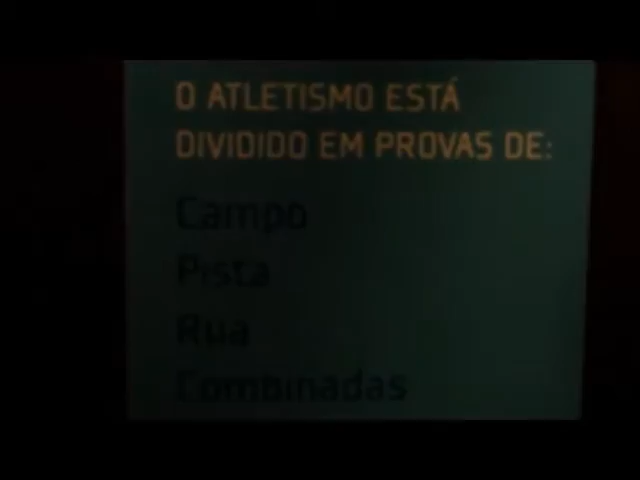 O ATLETISMO ESTÁ
DIVIDIDO EM PROVAS DE:
Campo
Pista
Rua
Combinadas